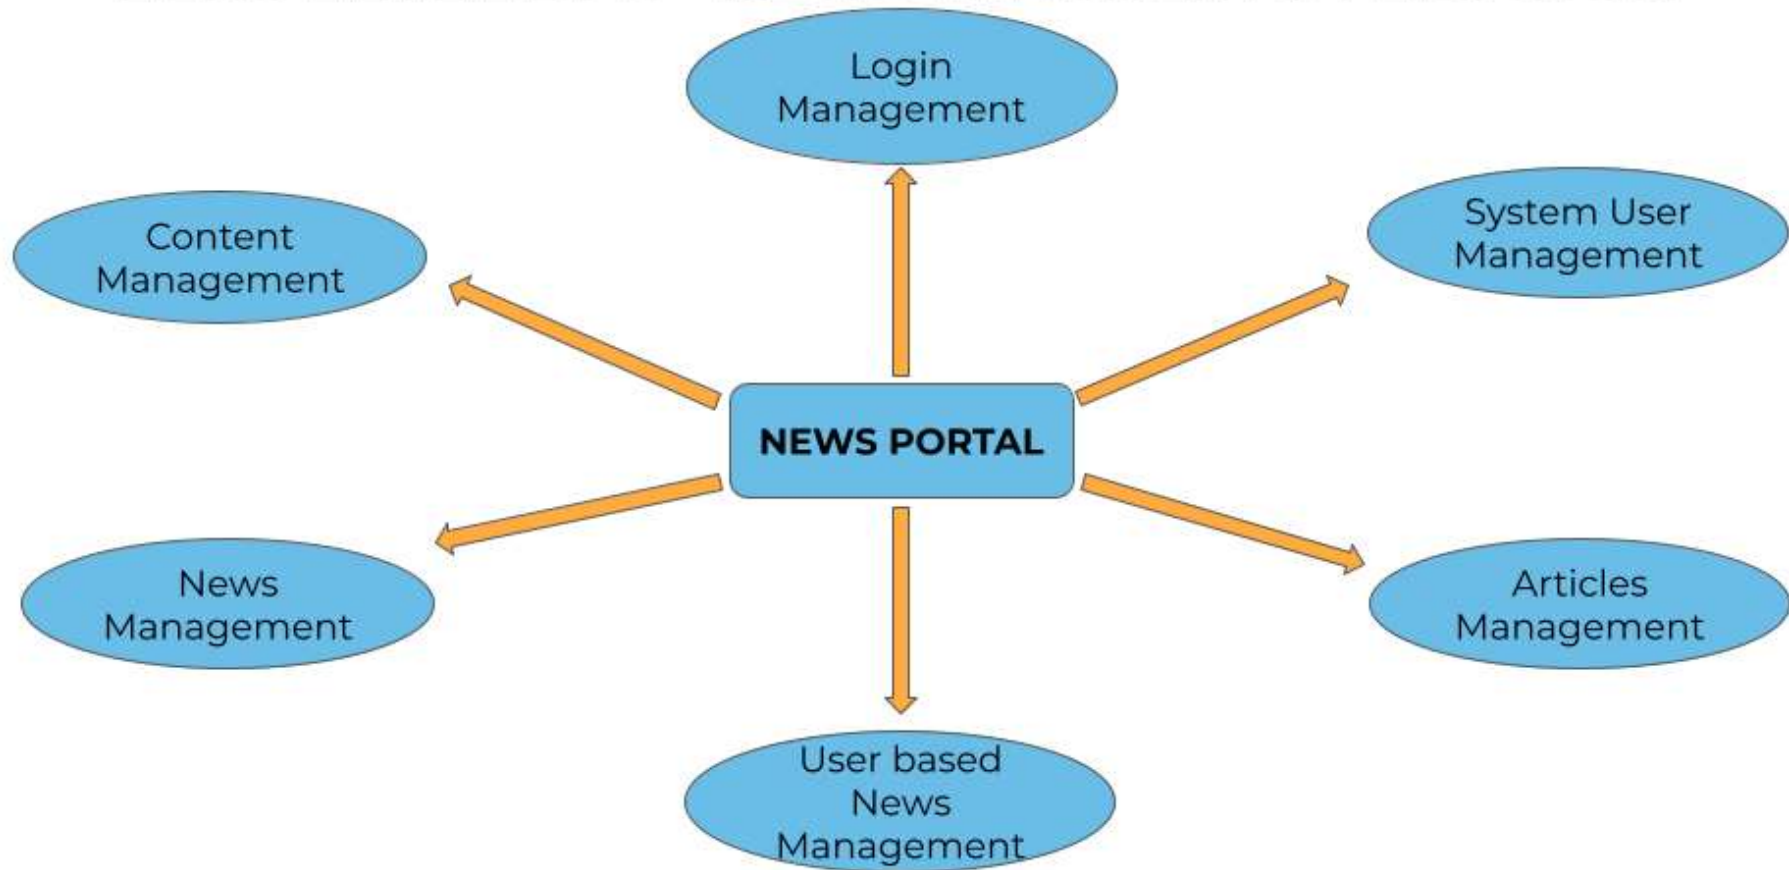 Login
Management
Content
Management
System User
Management
NEWS PORTAL
News
Management
Articles
Management
User based
News
Management